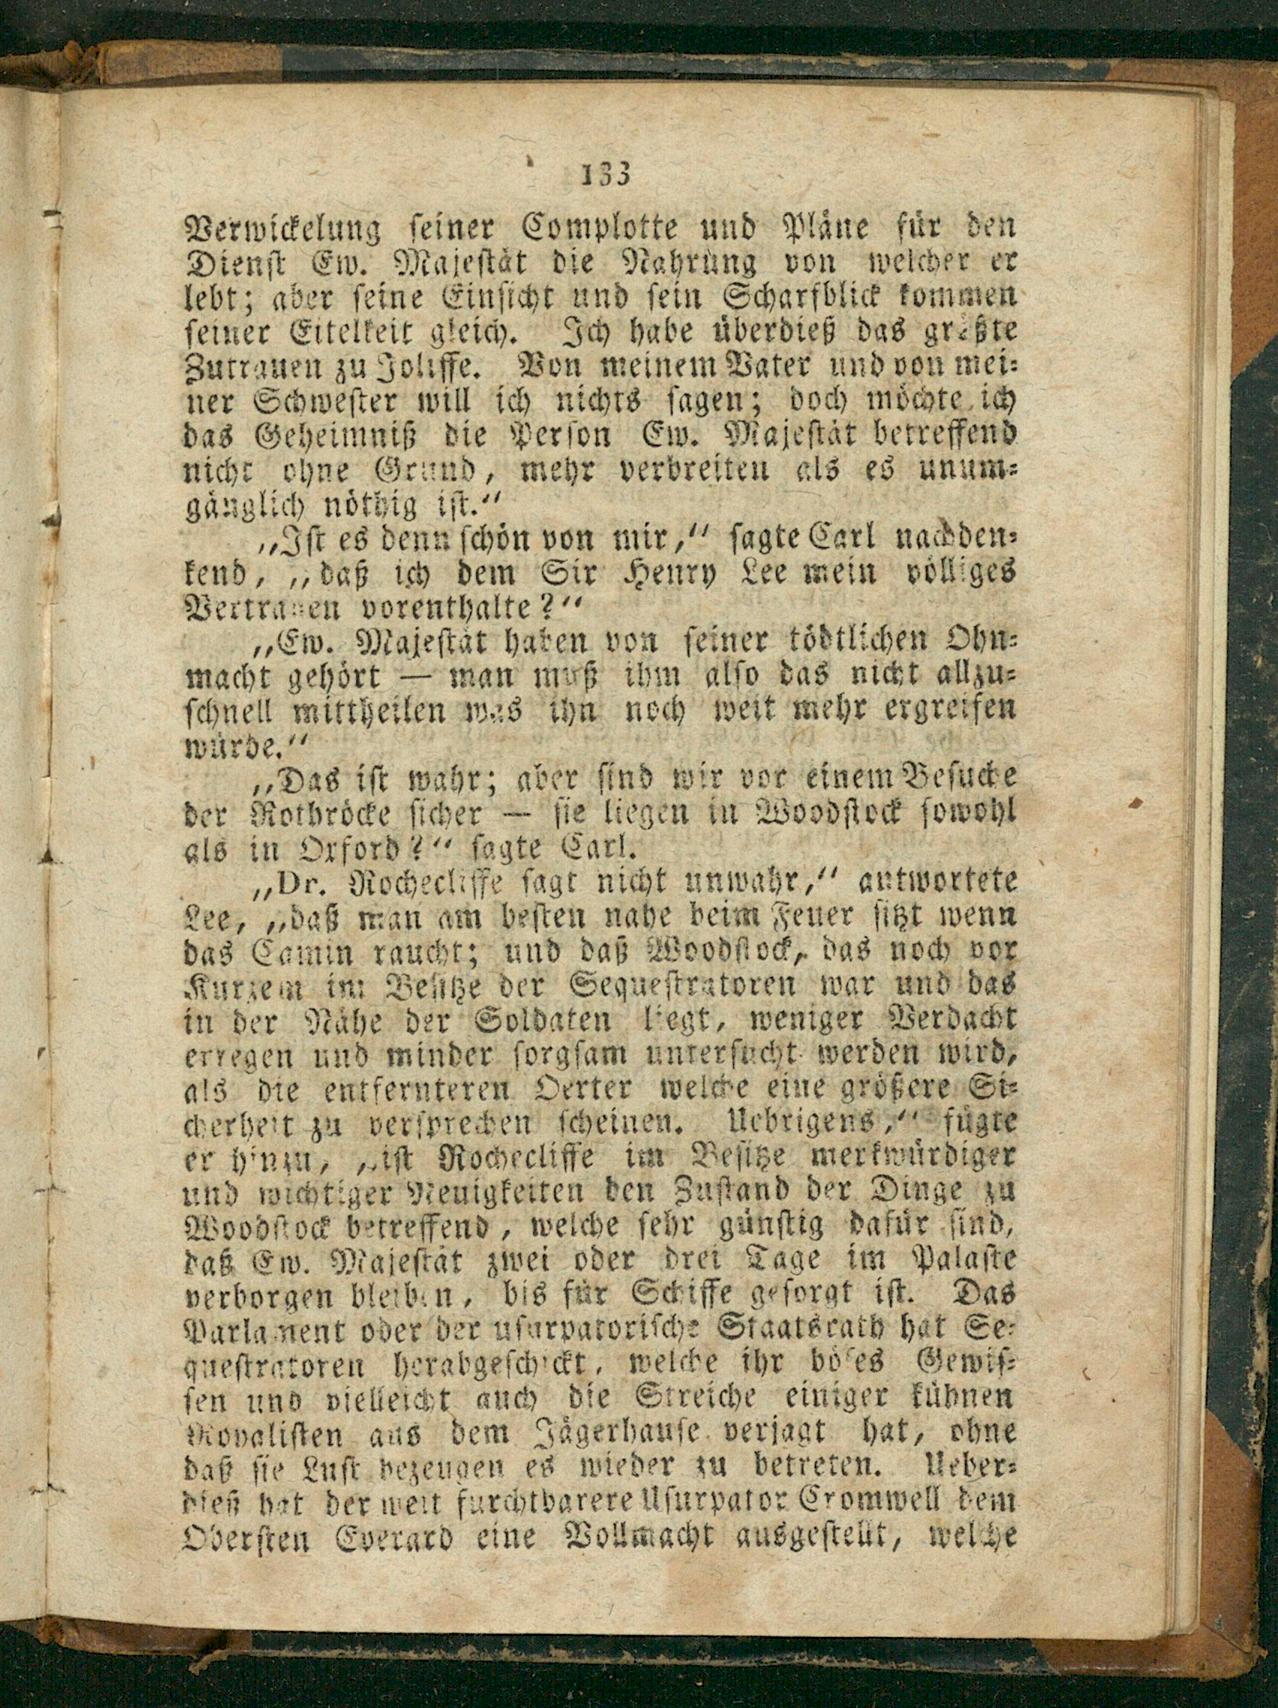 133
Verwickelung seiner Complotte und Pläne für den
Dienst Ew. Majestät die Nahrung von welcher er
lebt; aber seine Einsicht und sein Scharfblick kommen
seiner Eitelkeit gleich. Ich habe überdieß das größte
Zutrauen zu Joliffe. Von meinem Vater und von mei-
ner Schwester will ich nichts sagen; doch möchte ich
das Geheimniß die Person Ew. Majestät betreffend
nicht ohne Grund, mehr verbreiten als es unum-
gänglich nöthig ist.“
„Ist es denn schön von mir,“ sagte Carl nachden-
kend, „daß ich dem Sir Henry Lee mein völliges
Vertrauen vorenthalte?“
„Ew. Majestät haben von seiner tödtlichen Ohn-
macht gehört — man muß ihm also das nicht allzu-
schnell mittheilen was ihn noch weit mehr ergreifen
würde.“
„Das ist wahr; aber sind wir vor einem Besuche
der Rothröcke sicher — sie liegen in Woodstock sowohl
als in Oxford?“ sagte Carl.
„Dr. Rochecliffe sagt nicht unwahr,“ antwortete
Lee, „daß man am besten nahe beim Feuer sitzt wenn
das Camin raucht; und daß Woodstock, das noch vor
Kurzem im Besitze der Sequestratoren war und das
in der Nähe der Soldaten liegt, weniger Verdacht
erregen und minder sorgsam untersucht werden wird,
als die entfernteren Oerter welche eine größere Si-
cherheit zu versprechen scheinen. Uebrigens,“ fügte
er hinzu, „ist Rochecliffe im Besitze merkwürdiger
und wichtiger Neuigkeiten den Zustand der Dinge zu
Woodstock betreffend, welche sehr günstig dafür sind,
daß Ew. Majestät zwei oder drei Tage im Palaste
verborgen bleiben, bis für Schiffe gesorgt ist. Das
Parlament oder der usurpatorische Staatsrath hat Se-
questratoren herabgeschickt, welche ihr böses Gewis-
sen und vielleicht auch die Streiche einiger kühnen
Royalisten aus dem Jägerhause verjagt hat, ohne
daß sie Lust bezeugen es wieder zu betreten. Ueber-
dieß hat der weit furchtbarere Usurpator Cromwell dem
Obersten Everard eine Vollmacht ausgestellt, welche